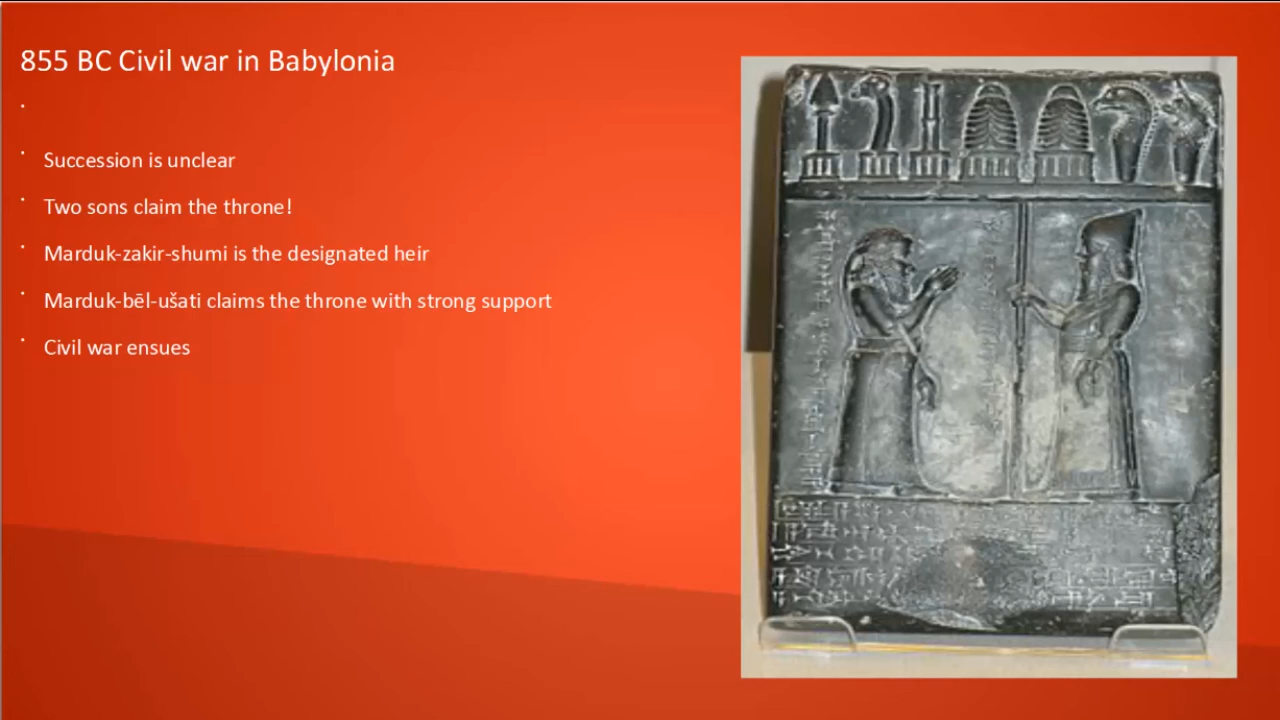 855 BC Civil war in Babylonia
Succession is unclear
Two sons claim the throne!
Marduk-zakir-shumi is the designated heir
Marduk-bēl-ušati claims the throne with strong support
Civil war ensues